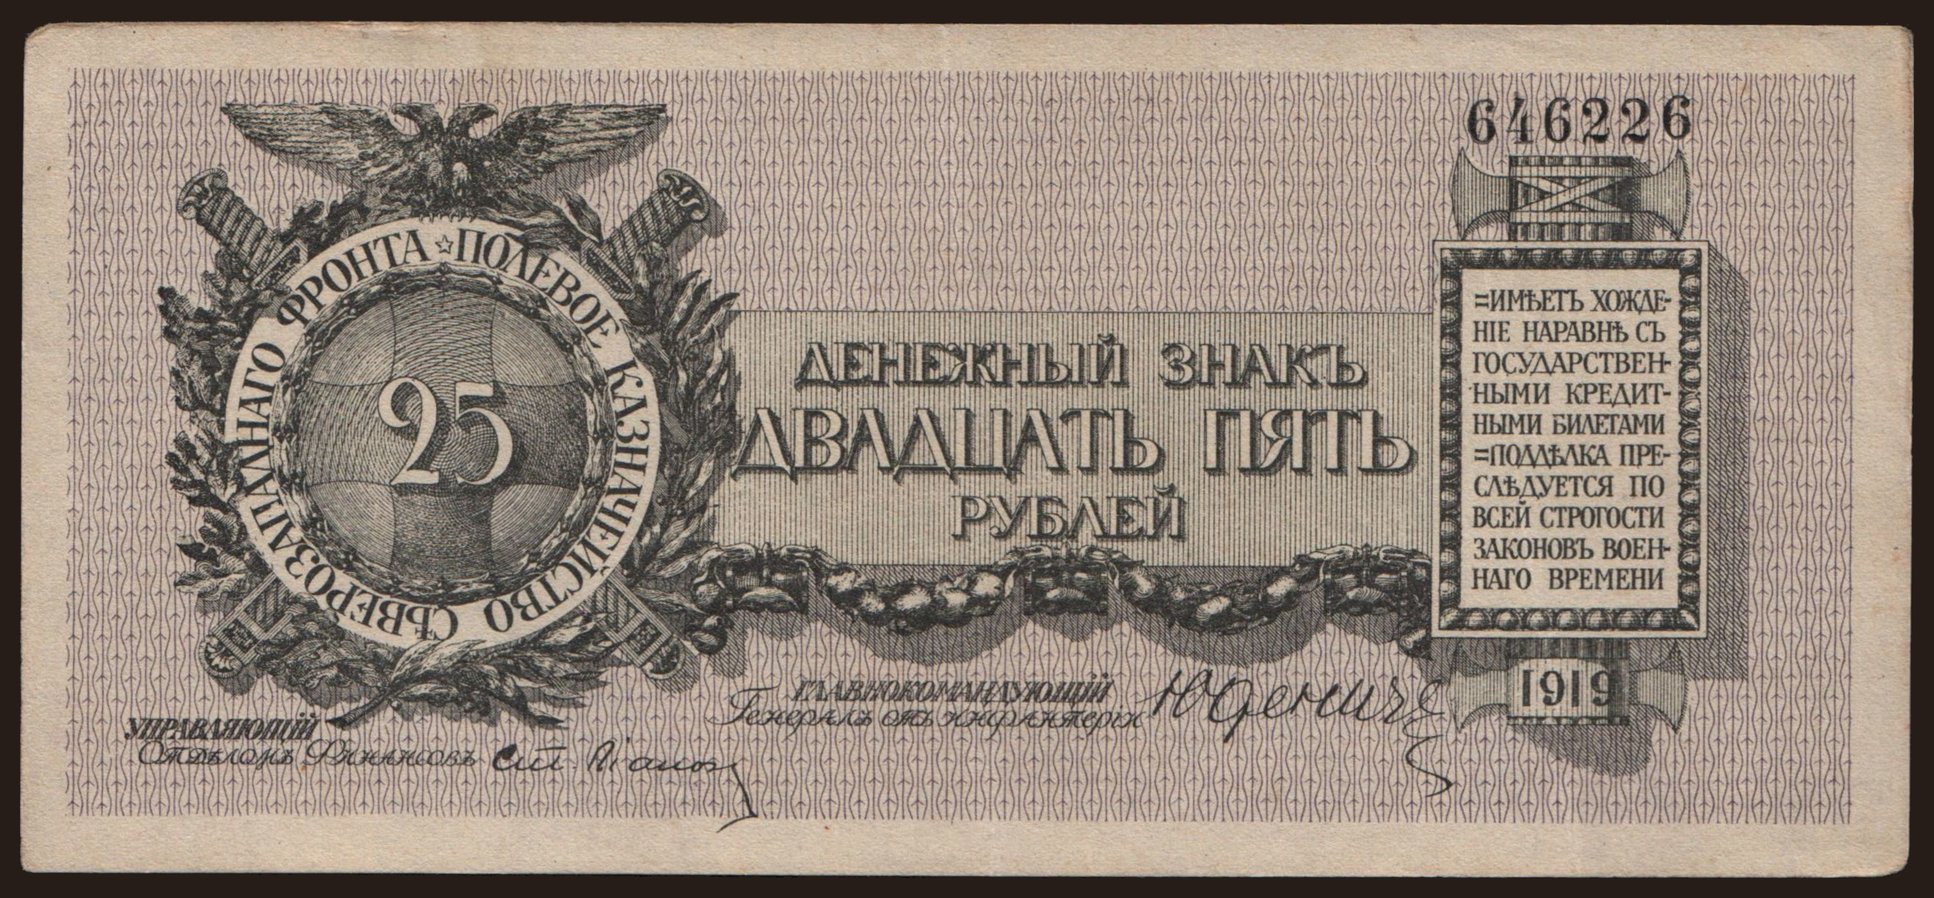 646226
ПОЛЕВОЕ КАЗНАЧЕЙСТВО СѢВЕРОЗАПАДНАГО ФРОНТА
25
ДЕНЕЖНЫЙ ЗНАКЪ
ДВАДЦАТЬ ПЯТЬ
РУБЛЕЙ
=ИМѢЕТЪ ХОЖДЕ-
НІЕ НАРАВНѢ СЪ
ГОСУДАРСТВЕН-
НЫМИ КРЕДИТ-
НЫМИ БИЛЕТАМИ
=ПОДДѢЛКА ПРЕ-
СЛѢДУЕТСЯ ПО
ВСЕЙ СТРОГОСТИ
ЗАКОНОВЪ ВОЕН-
НАГО ВРЕМЕНИ
1919
ГЛАВНОКОМАНДУЮЩІЙ
Генералъ отъ инфантеріи Юденичъ
УПРАВЛЯЮЩІЙ
Отдѣломъ Финансовъ